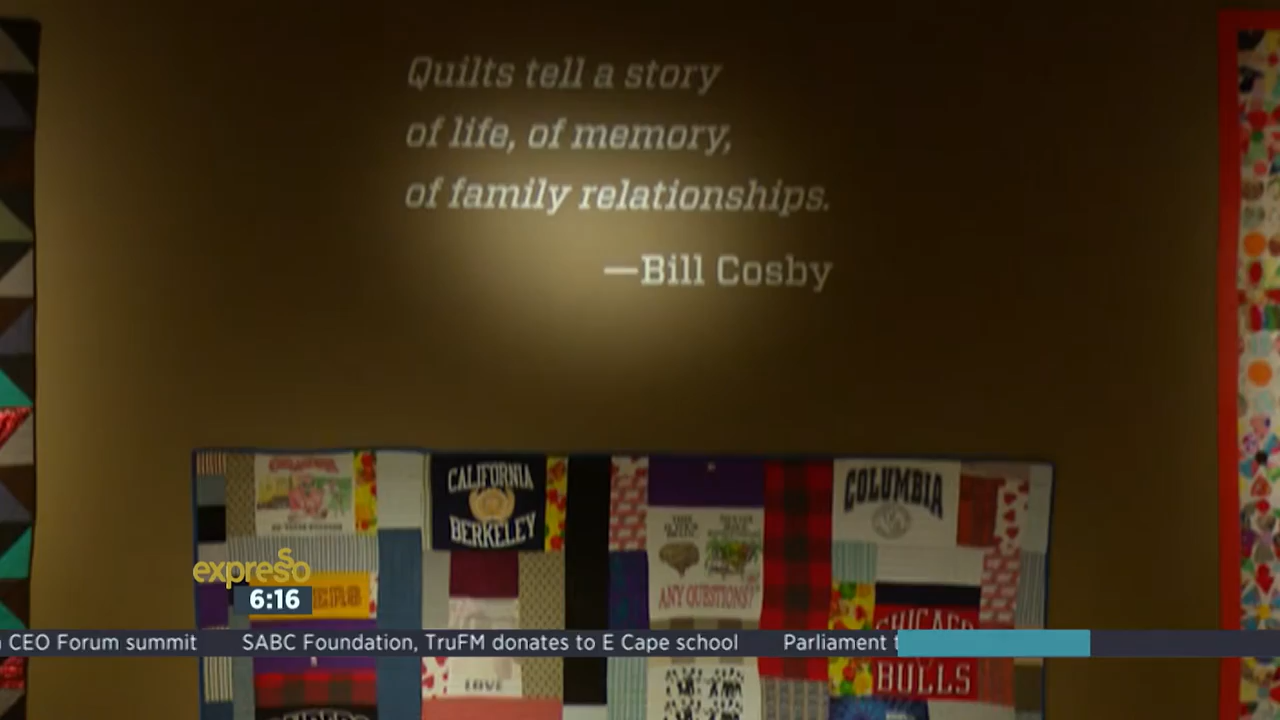 Quilts tell a story
of life, of memory,
of family relationships.
—Bill Cosby
CALIFORNIA
BERKELEY
COLUMBIA
ANY QUESTIONS?"
expresso
6:16
CHICAGO
BULLS
LOVE
CEO Forum summit SABC Foundation, TruFM donates to E Cape school Parliament